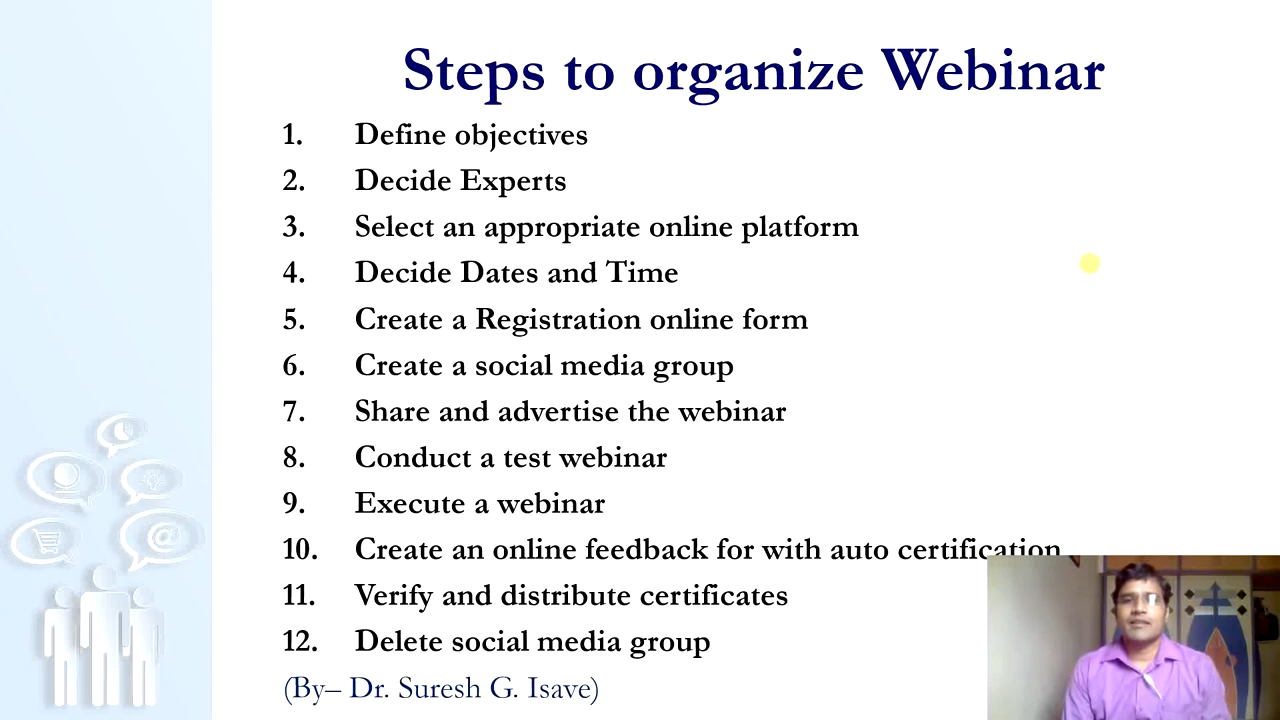 Steps to organize Webinar
1. Define objectives
2. Decide Experts
3. Select an appropriate online platform
4. Decide Dates and Time
5. Create a Registration online form
6. Create a social media group
7. Share and advertise the webinar
8. Conduct a test webinar
9. Execute a webinar
10. Create an online feedback for with auto certification
11. Verify and distribute certificates
12. Delete social media group
(By– Dr. Suresh G. Isave)